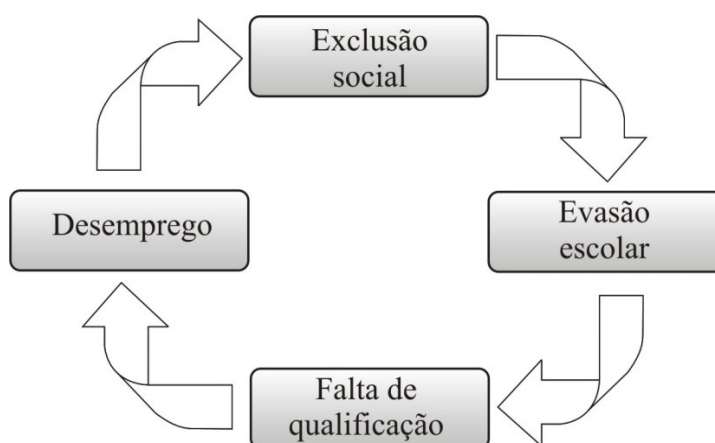 Exclusão
social
Evasão
escolar
Falta de
qualificação
Desemprego